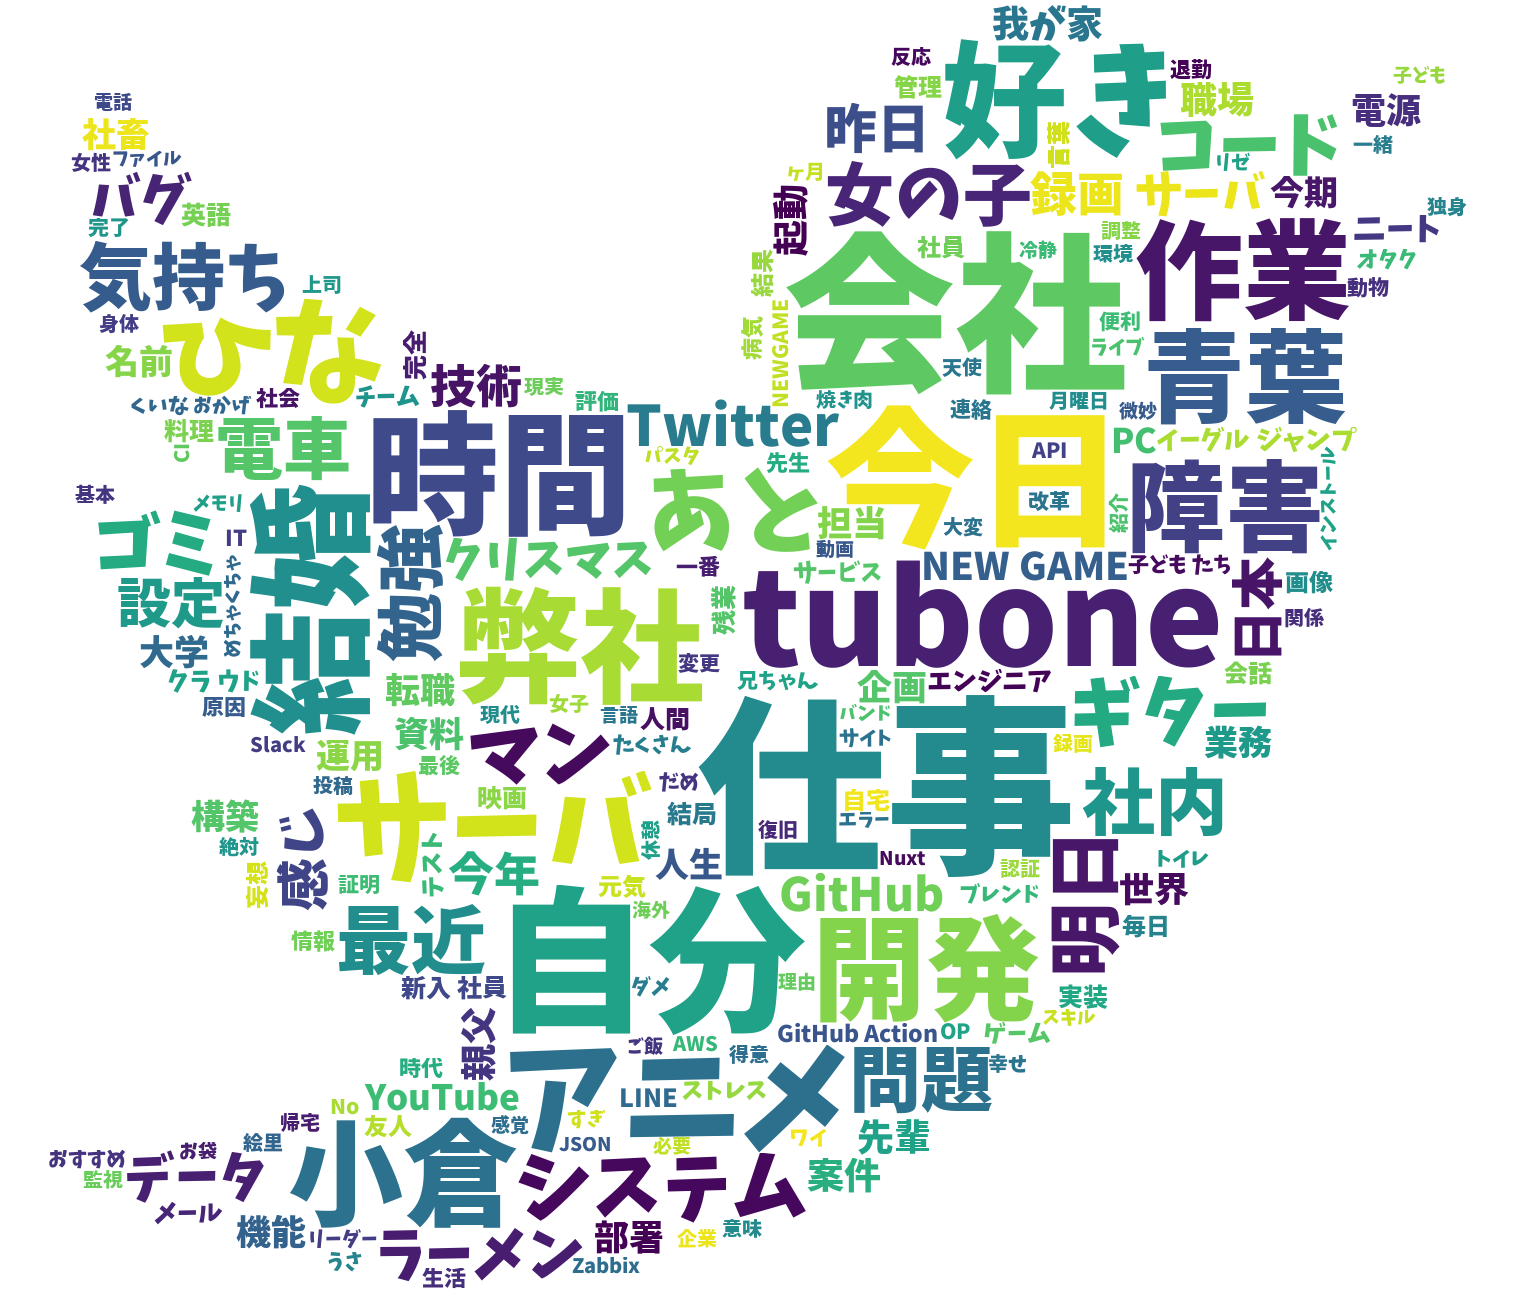 我が家
反応
好き
退勤
子ども
管理
職場
電源
電話
昨日
コード
社畜
言葉
一緒
女性
ファイル
リゼ
ヶ月
女の子
録画
サーバ
今期
バグ
起動
独身
英語
完了
ニート
調整
作業
会社
社員
冷静
環境
オタク
気持ち
結果
動物
上司
NEWGAME
身体
ひな
便利
病気
青葉
完全
ライブ
名前
天使
技術
現実
社会
チーム
評価
焼き肉
月曜日
くいな
おかげ
連絡
微妙
Twitter
今日
時間
料理
電車
PC
イーグル
ジャンプ
API
CI
パスタ
先生
あと
障害
インストール
結婚
基本
メモリ
改革
紹介
担当
ゴミ
大変
IT
勉強
クリスマス
動画
NEW GAME
子ども たち
一番
サービス
日本
画像
tubone
設定
めちゃくちゃ
弊社
残業
関係
大学
変更
会話
クラウド
転職
兄ちゃん
企画
エンジニア
原因
女子
仕事
ギター
現代
言語
人間
バンド
資料
マン
サイト
録画
業務
Slack
運用
たくさん
最後
サーバ
社内
投稿
だめ
映画
自宅
構築
結局
エラー
感じ
復旧
休憩
絶対
テスト
今年
人生
Nuxt
明日
トイレ
妄想
証明
元気
GitHub
認証
世界
ブレンド
自分
海外
最近
開発
毎日
情報
新入 社員
ダメ
理由
実装
親父
スキル
GitHub Action
OP
ゲーム
ご飯
AWS
得意
アニメ
問題
幸せ
時代
YouTube
LINE
ストレス
No
帰宅
友人
感覚
すぎ
小倉
ワイ
先輩
絵里
JSON
必要
おすすめ
お袋
データ
監視
システム
案件
メール
機能
リーダー
部署
企業
意味
ラーメン
うさ
生活
Zabbix